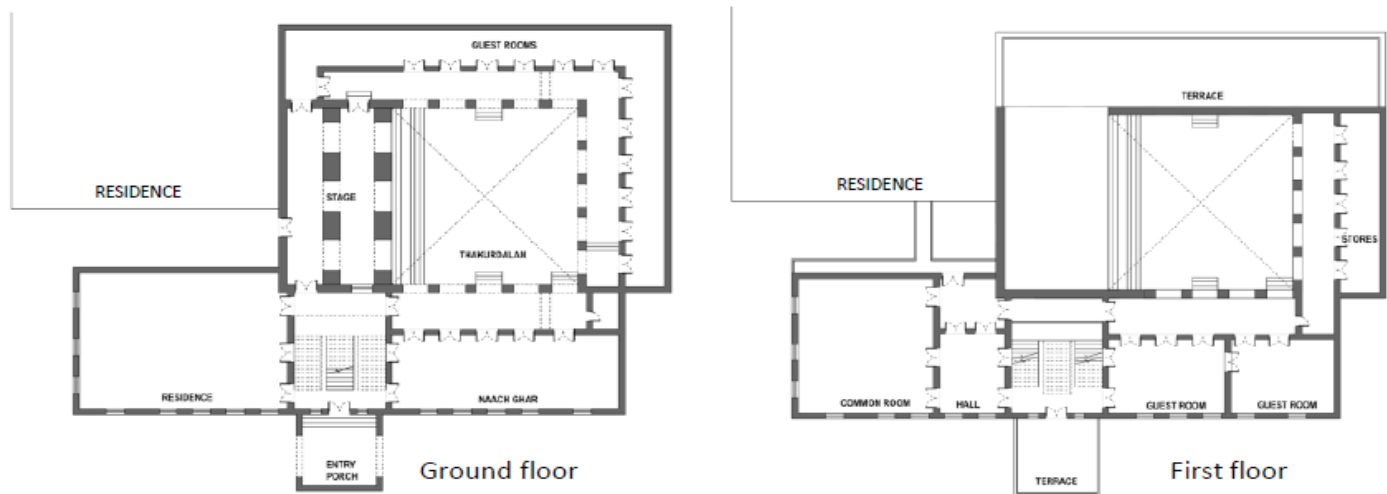 GUEST ROOMS
RESIDENCE
STAGE
THAKURDALAN
RESIDENCE
NAACH GHAR
ENTRY
PORCH
Ground floor
TERRACE
RESIDENCE
STORES
COMMON ROOM
HALL
GUEST ROOM
GUEST ROOM
TERRACE
First floor